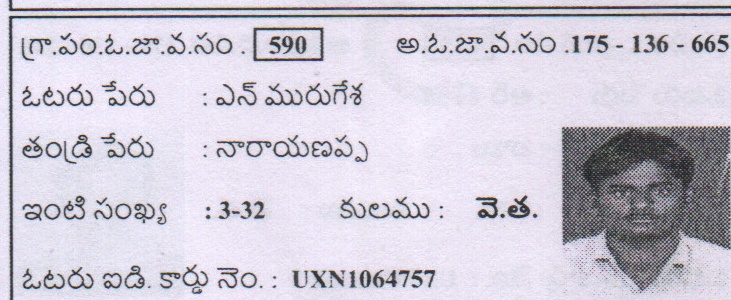 గ్రా.పం.ఓ.జా.వ.సం : 590 అ.ఓ.జా.వ.సం .175 - 136 - 665
ఓటరు పేరు : ఎన్ మురుగేశ
తండ్రి పేరు : నారాయణప్ప
ఇంటి సంఖ్య : 3-32 కులము : వె.త.
ఓటరు ఐడి. కార్డు నెం. : UXN1064757